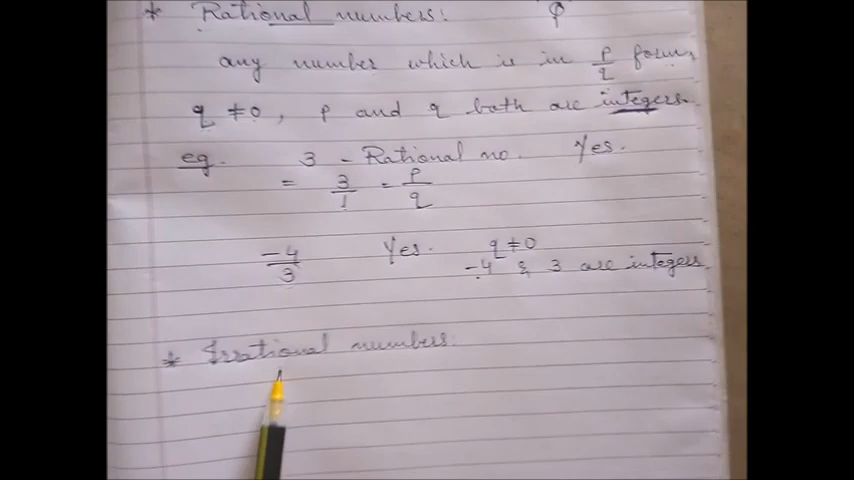 * Rational numbers:
any number which is in p/q form,
q ≠ 0, p and q both are integers.
eg. 3 - Rational no. Yes.
= 3/1 = p/q
-4/3 Yes. q ≠ 0
-4 & 3 are integers
* Irrational numbers: